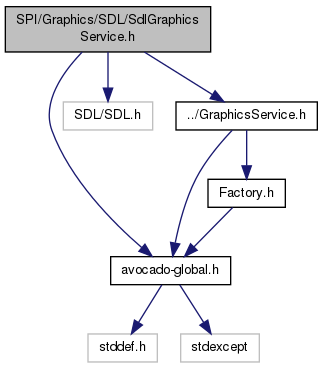 SPI/Graphics/SDL/SdlGraphics
Service.h
SDL/SDL.h
../GraphicsService.h
Factory.h
avocado-global.h
stddef.h
stdexcept